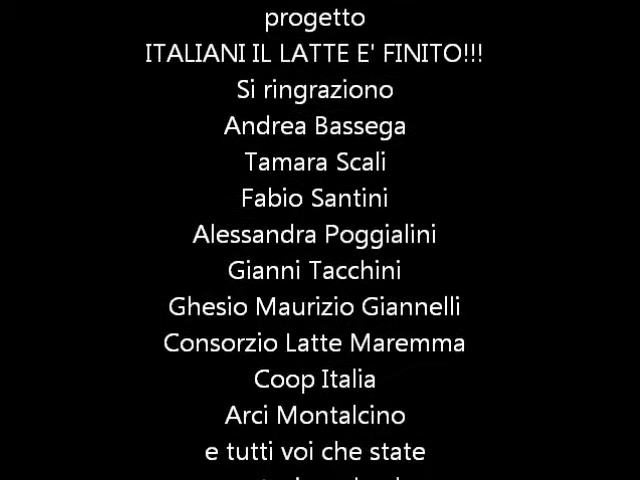 progetto
ITALIANI IL LATTE E' FINITO!!!
Si ringraziono
Andrea Bassega
Tamara Scali
Fabio Santini
Alessandra Poggialini
Gianni Tacchini
Ghesio Maurizio Giannelli
Consorzio Latte Maremma
Coop Italia
Arci Montalcino
e tutti voi che state